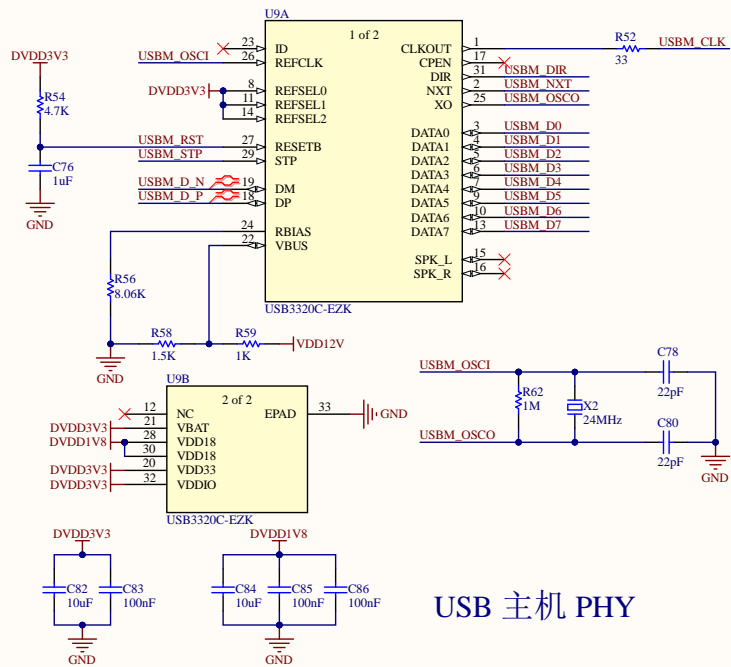 U9A
1 of 2
23 ID
USBM_OSCI 26 REFCLK
DVDD3V3 8 REFSEL0
11 REFSEL1
14 REFSEL2
USBM_RST 27 RESETB
USBM_STP 29 STP
USBM_D_N 19 DM
USBM_D_P 18 DP
24 RBIAS
22 VBUS
CLKOUT 1 R52 33 USBM_CLK
CPEN 17
DIR 31 USBM_DIR
NXT 2 USBM_NXT
XO 25 USBM_OSCO
DATA0 3 USBM_D0
DATA1 4 USBM_D1
DATA2 5 USBM_D2
DATA3 6 USBM_D3
DATA4 7 USBM_D4
DATA5 9 USBM_D5
DATA6 10 USBM_D6
DATA7 13 USBM_D7
SPK_L 15
SPK_R 16
USB3320C-EZK
DVDD3V3
R54
4.7K
C76
1uF
GND
R56
8.06K
R58
1.5K
R59
1K
VDD12V
GND
U9B
2 of 2
12 NC
DVDD3V3 21 VBAT
DVDD1V8 28 VDD18
30 VDD18
DVDD3V3 20 VDD33
DVDD3V3 32 VDDIO
EPAD 33 GND
USB3320C-EZK
USBM_OSCI
USBM_OSCO
R62
1M
X2
24MHz
C78
22pF
C80
22pF
GND
DVDD3V3
C82
10uF
C83
100nF
GND
DVDD1V8
C84
10uF
C85
100nF
C86
100nF
GND
USB 主机 PHY